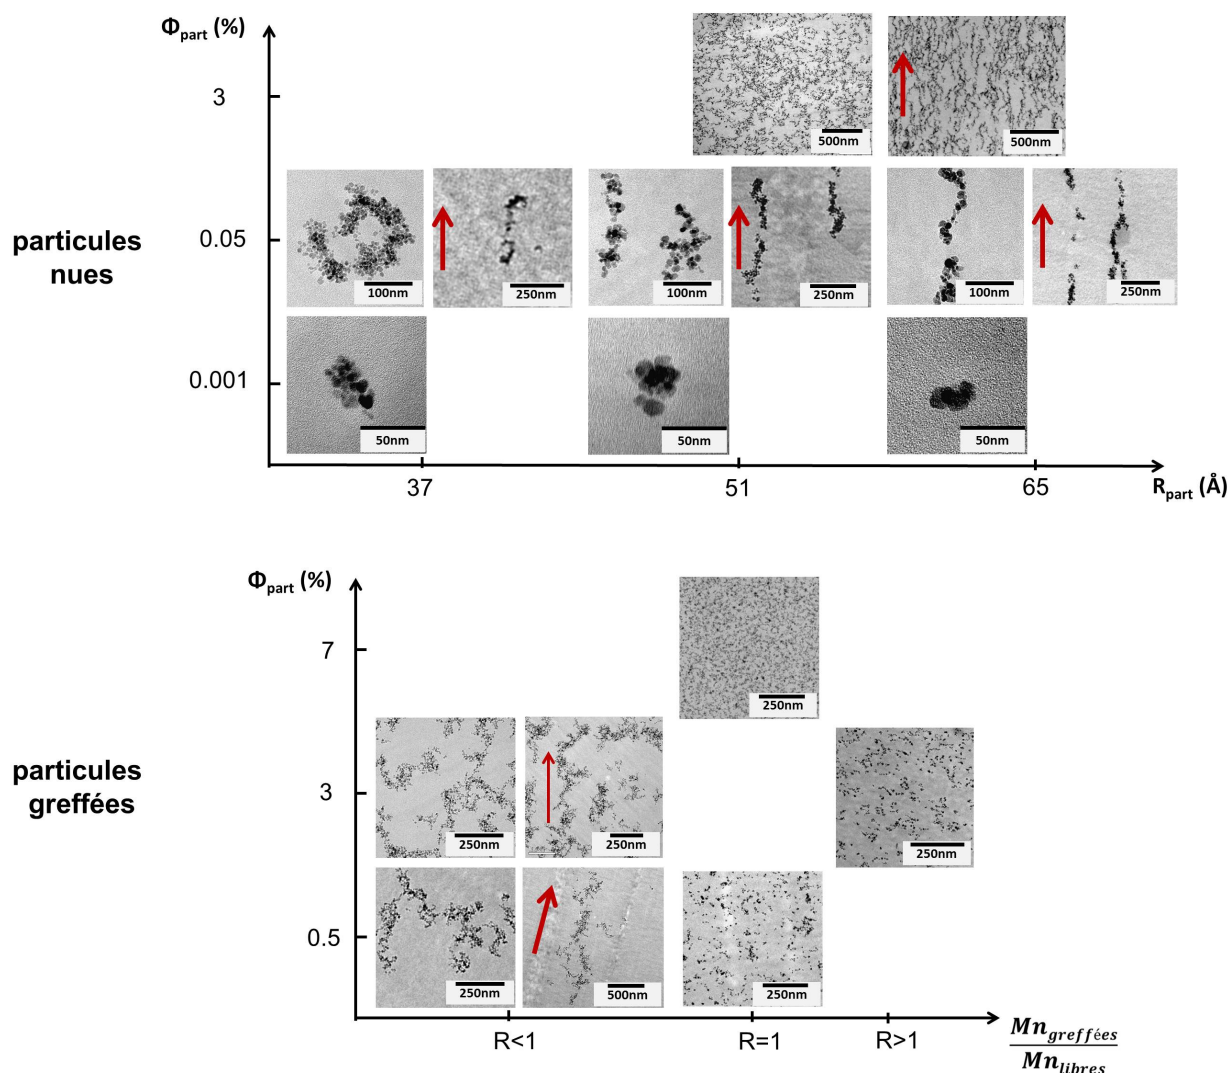 Φpart (%)
3
500nm
500nm
particules
nues
0.05
100nm
250nm
100nm
250nm
100nm
250nm
0.001
50nm
50nm
50nm
37
51
65
Rpart (Å)
Φpart (%)
7
250nm
particules
greffées
3
250nm
250nm
250nm
0.5
250nm
500nm
250nm
R<1
R=1
R>1
Mngreffées
Mnlibres